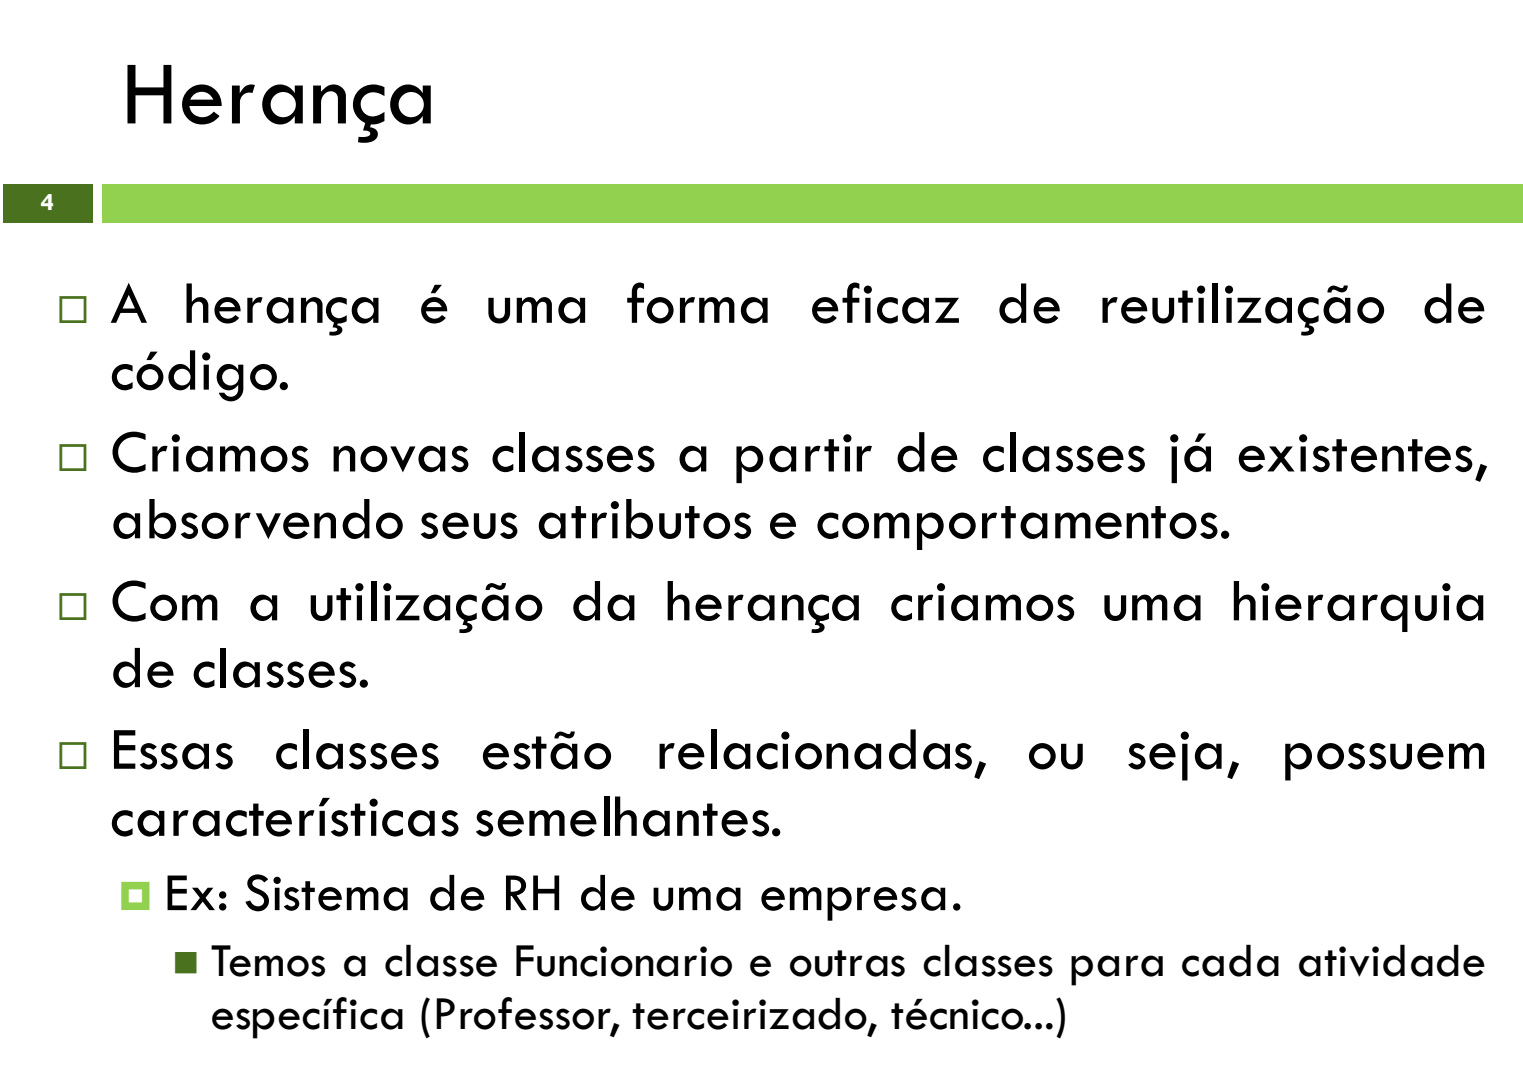 Herança
4
A herança é uma forma eficaz de reutilização de
código.
Criamos novas classes a partir de classes já existentes,
absorvendo seus atributos e comportamentos.
Com a utilização da herança criamos uma hierarquia
de classes.
Essas classes estão relacionadas, ou seja, possuem
características semelhantes.
Ex: Sistema de RH de uma empresa.
Temos a classe Funcionario e outras classes para cada atividade
específica (Professor, terceirizado, técnico...)